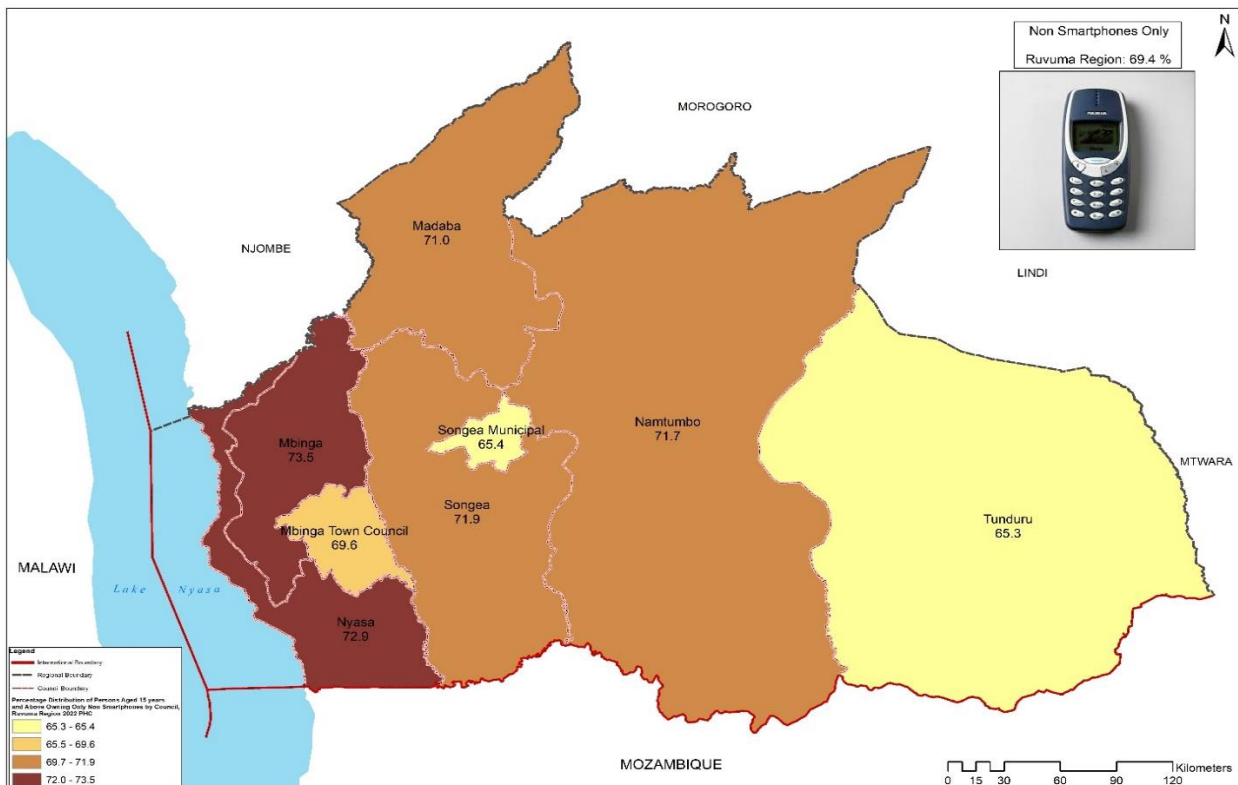 N
Non Smartphones Only
Ruvuma Region: 69.4 %
NOKIA
MOROGORO
Madaba
71.0
NJOMBE
LINDI
Mbinga
73.5
Songea Municipal
65.4
Namtumbo
71.7
MTWARA
Mbinga Town Council
69.6
Songea
71.9
Tunduru
65.3
MALAWI
Lake Nyasa
Nyasa
72.9
Legend
International Boundary
Regional Boundary
Council Boundary
Percentage Distribution of Persons Aged 15 years
and Above Owning Only Non Smartphones by Council,
Ruvuma Region 2022 PHC
65.3 - 65.4
65.5 - 69.6
69.7 - 71.9
72.0 - 73.5
MOZAMBIQUE
Kilometers
0 15 30 60 90 120